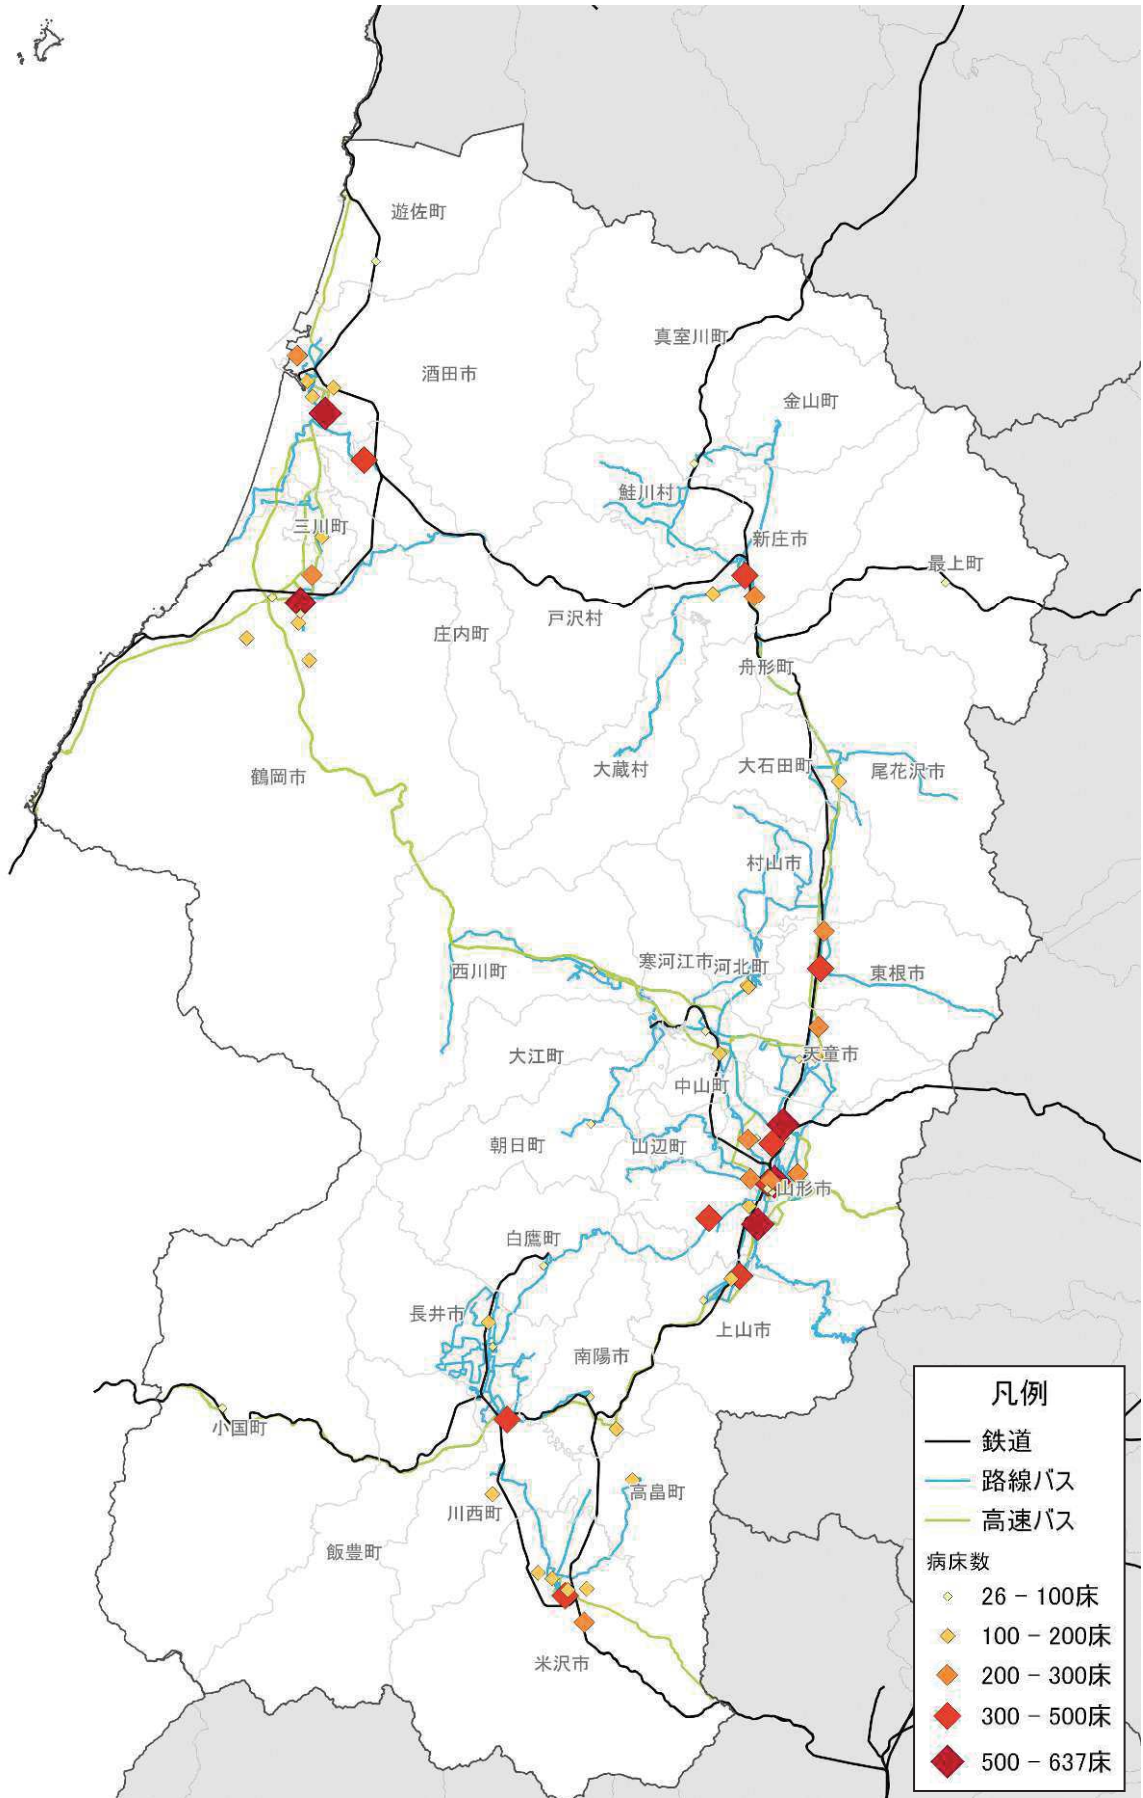 遊佐町
真室川町
酒田市
金山町
鮭川村
三川町
新庄市
最上町
戸沢村
庄内町
舟形町
大蔵村
大石田町
尾花沢市
鶴岡市
村山市
寒河江市
河北町
西川町
東根市
大江町
天童市
中山町
朝日町
山辺町
山形市
白鷹町
長井市
上山市
南陽市
小国町
高畠町
川西町
飯豊町
米沢市
凡例
鉄道
路線バス
高速バス
病床数
26 - 100床
100 - 200床
200 - 300床
300 - 500床
500 - 637床